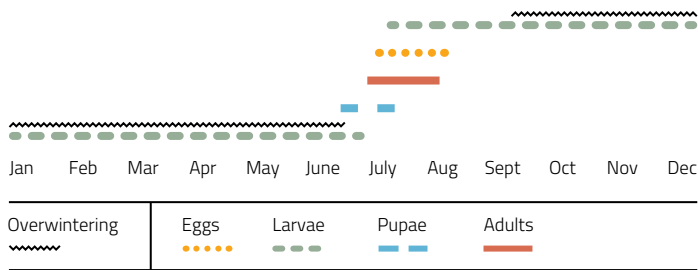 Jan Feb Mar Apr May June July Aug Sept Oct Nov Dec
Overwintering Eggs Larvae Pupae Adults